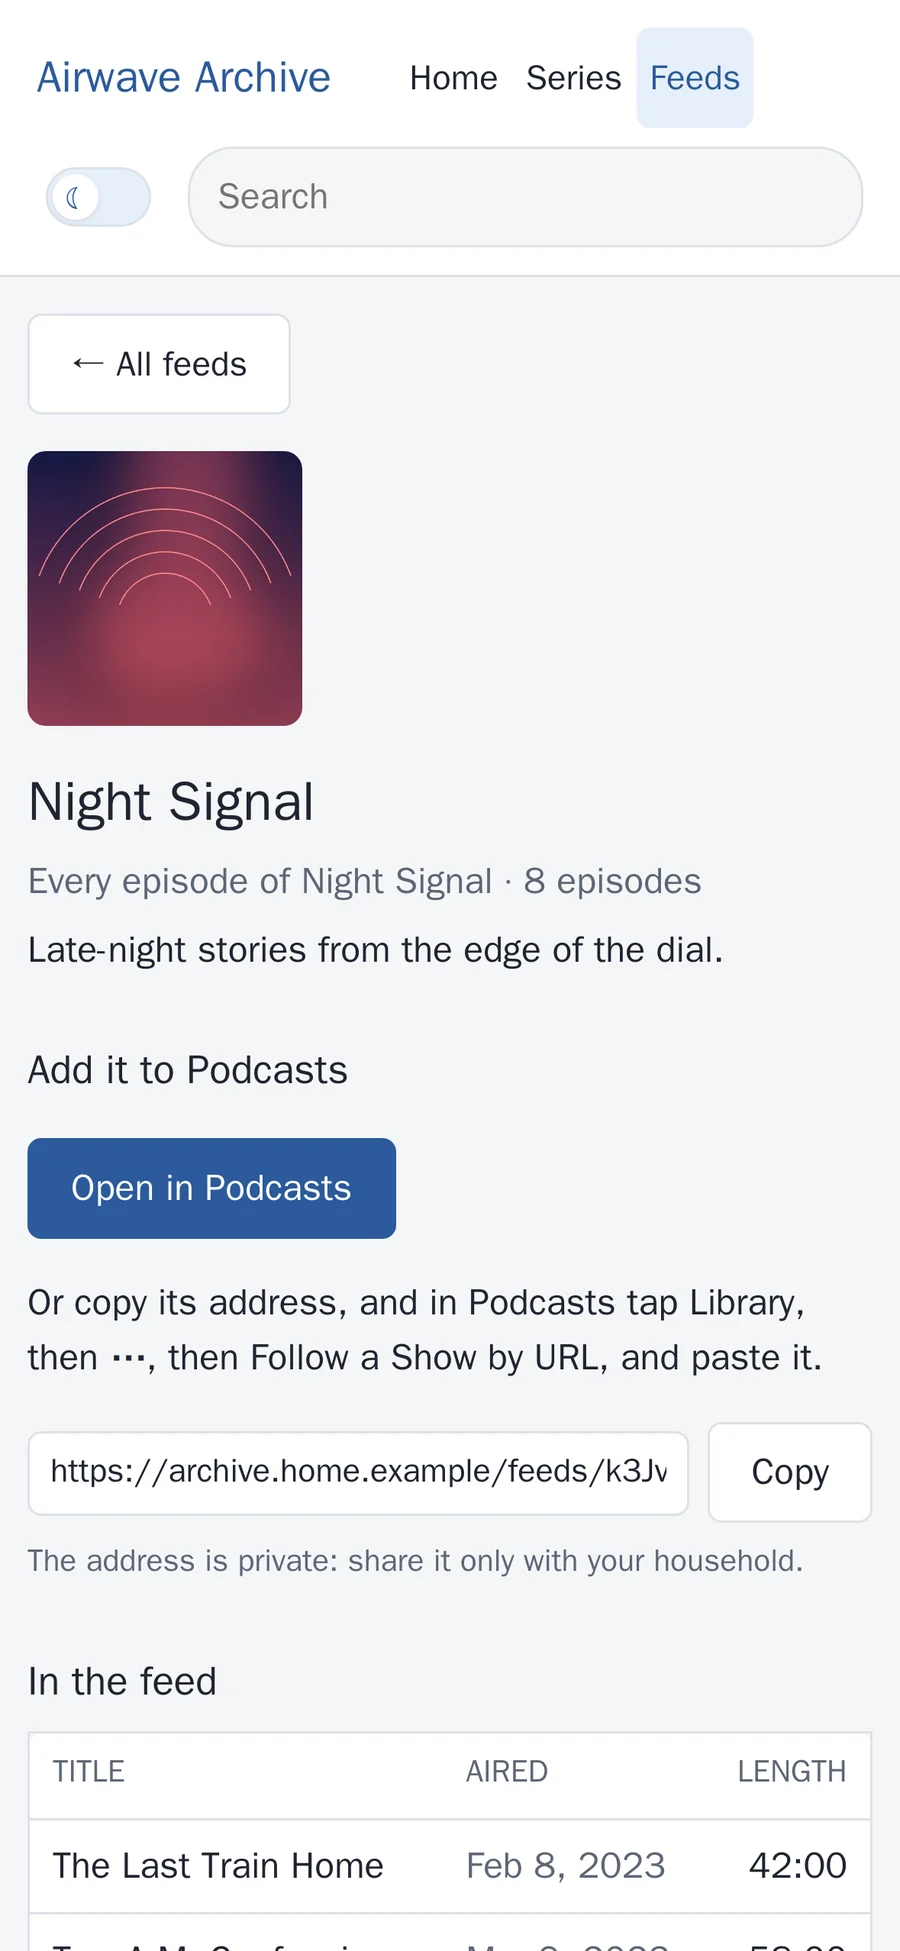 Airwave Archive
Home Series Feeds
Search
← All feeds
Night Signal
Every episode of Night Signal · 8 episodes
Late-night stories from the edge of the dial.
Add it to Podcasts
Open in Podcasts
Or copy its address, and in Podcasts tap Library,
then ···, then Follow a Show by URL, and paste it.
https://archive.home.example/feeds/k3Jv
Copy
The address is private: share it only with your household.
In the feed
TITLE AIRED LENGTH
The Last Train Home Feb 8, 2023 42:00